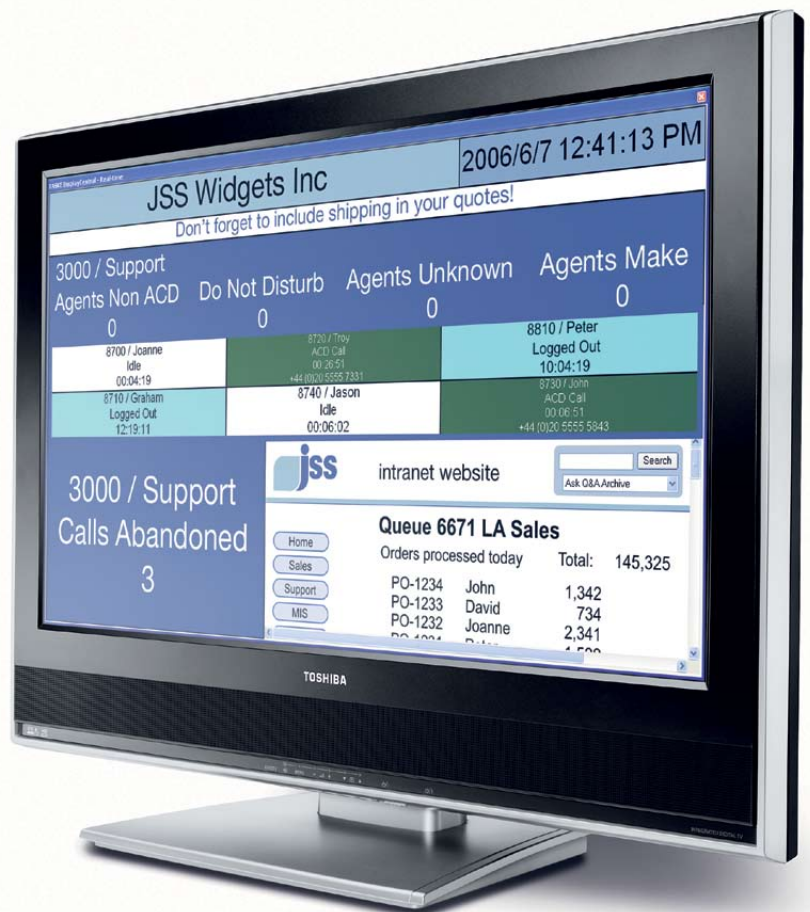 JSS Widgets Inc
2006/6/7 12:41:13 PM
Don't forget to include shipping in your quotes!
3000 / Support
Agents Non ACD
0
Do Not Disturb
0
Agents Unknown
0
Agents Make
0
8700 / Joanne
Idle
00:04:19
8720 / Troy
ACD Call
00:26:51
+44 (0)20 5555 7331
8810 / Peter
Logged Out
10:04:19
8710 / Graham
Logged Out
12:19:11
8740 / Jason
Idle
00:06:02
8730 / John
ACD Call
00:06:51
+44 (0)20 5555 5843
3000 / Support
Calls Abandoned
3
jss
intranet website
Search
Ask Q&A Archive
Home
Sales
Support
MIS
Queue 6671 LA Sales
Orders processed today Total: 145,325
PO-1234 John 1,342
PO-1233 David 734
PO-1232 Joanne 2,341
TOSHIBA